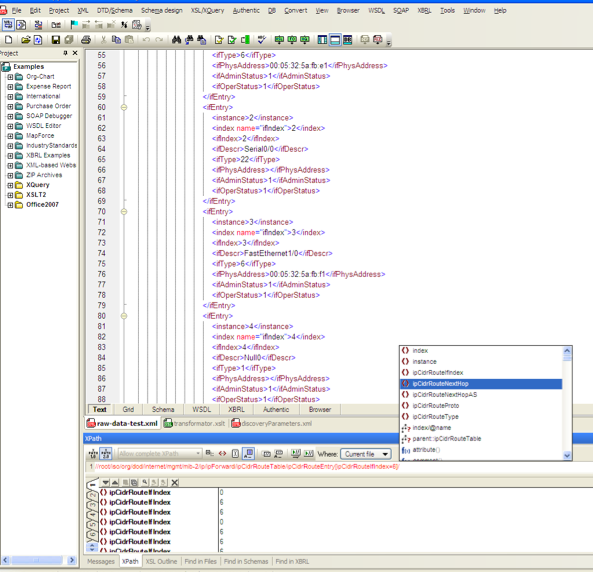 File Edit Project XML DTD/Schema Schema design XSL/XQuery Authentic DB Convert View Browser WSDL SOAP XBRL Tools Window Help
Project
Examples
Org-Chart
Expense Report
International
Purchase Order
SOAP Debugger
WSDL Editor
MapForce
IndustryStandards
XBRL Examples
XML-based Webs
ZIP Archives
XQuery
XSLT2
Office2007
55 <ifType>6</ifType>
56 <ifPhysAddress>00:05:32:5a:fb:e1</ifPhysAddress>
57 <ifAdminStatus>1</ifAdminStatus>
58 <ifOperStatus>1</ifOperStatus>
59 </ifEntry>
60 <ifEntry>
61 <instance>2</instance>
62 <index name="ifIndex">2</index>
63 <ifIndex>2</ifIndex>
64 <ifDescr>Serial0/0</ifDescr>
65 <ifType>22</ifType>
66 <ifPhysAddress></ifPhysAddress>
67 <ifAdminStatus>1</ifAdminStatus>
68 <ifOperStatus>1</ifOperStatus>
69 </ifEntry>
70 <ifEntry>
71 <instance>3</instance>
72 <index name="ifIndex">3</index>
73 <ifIndex>3</ifIndex>
74 <ifDescr>FastEthernet1/0</ifDescr>
75 <ifType>6</ifType>
76 <ifPhysAddress>00:05:32:5a:fb:f1</ifPhysAddress>
77 <ifAdminStatus>1</ifAdminStatus>
78 <ifOperStatus>1</ifOperStatus>
79 </ifEntry>
80 <ifEntry>
81 <instance>4</instance>
82 <index name="ifIndex">4</index>
83 <ifIndex>4</ifIndex>
84 <ifDescr>Null0</ifDescr>
85 <ifType>1</ifType>
86 <ifPhysAddress></ifPhysAddress>
87 <ifAdminStatus>1</ifAdminStatus>
88 <ifOperStatus>1</ifOperStatus>
index
instance
ipCidrRouteIfIndex
ipCidrRouteNextHop
ipCidrRouteNextHopAS
ipCidrRouteProto
ipCidrRouteType
index/@name
parent::ipCidrRouteTable
attribute()
Text Grid Schema WSDL XBRL Authentic Browser
raw-data-test.xml transformator.xslt discoveryParameters.xml
XPath
XPath 1.0 XPath 2.0 Allow complete XPath Where: Current file
1 //root/iso/org/dod/internet/mgmt/mib-2/ip/ipForward/ipCidrRouteTable/ipCidrRouteEntry[ipCidrRouteIfIndex=6]/
ipCidrRouteIfIndex 0
ipCidrRouteIfIndex 6
ipCidrRouteIfIndex 6
ipCidrRouteIfIndex 0
ipCidrRouteIfIndex 6
ipCidrRouteIfIndex 6
Messages XPath XSL Outline Find in Files Find in Schemas Find in XBRL